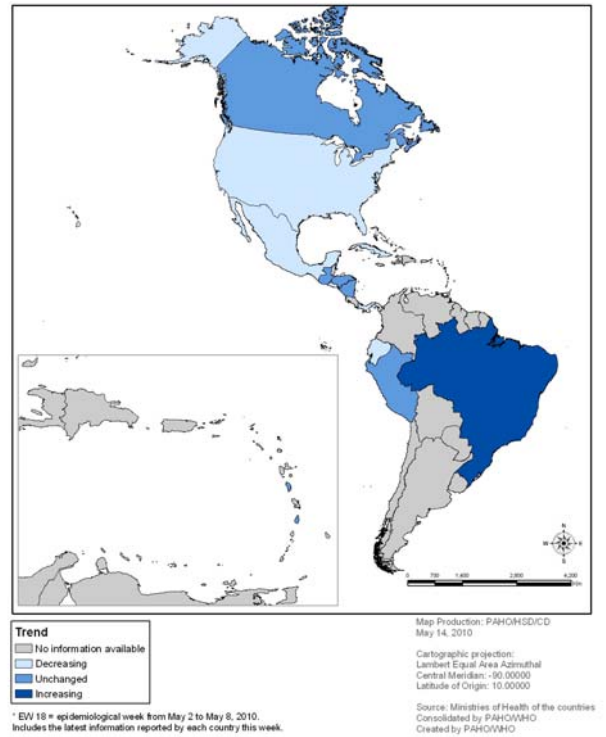 N
W E
S
0 700 1,400 2,800 4,200
Trend
No information available
Decreasing
Unchanged
Increasing
* EW 18 = epidemiological week from May 2 to May 8, 2010.
Includes the latest information reported by each country this week.
Map Production: PAHO/HSD/CD
May 14, 2010
Cartographic projection:
Lambert Equal Area Azimuthal
Central Meridian: -90.00000
Latitude of Origin: 10.00000
Source: Ministries of Health of the countries
Consolidated by PAHO/WHO
Created by PAHO/WHO